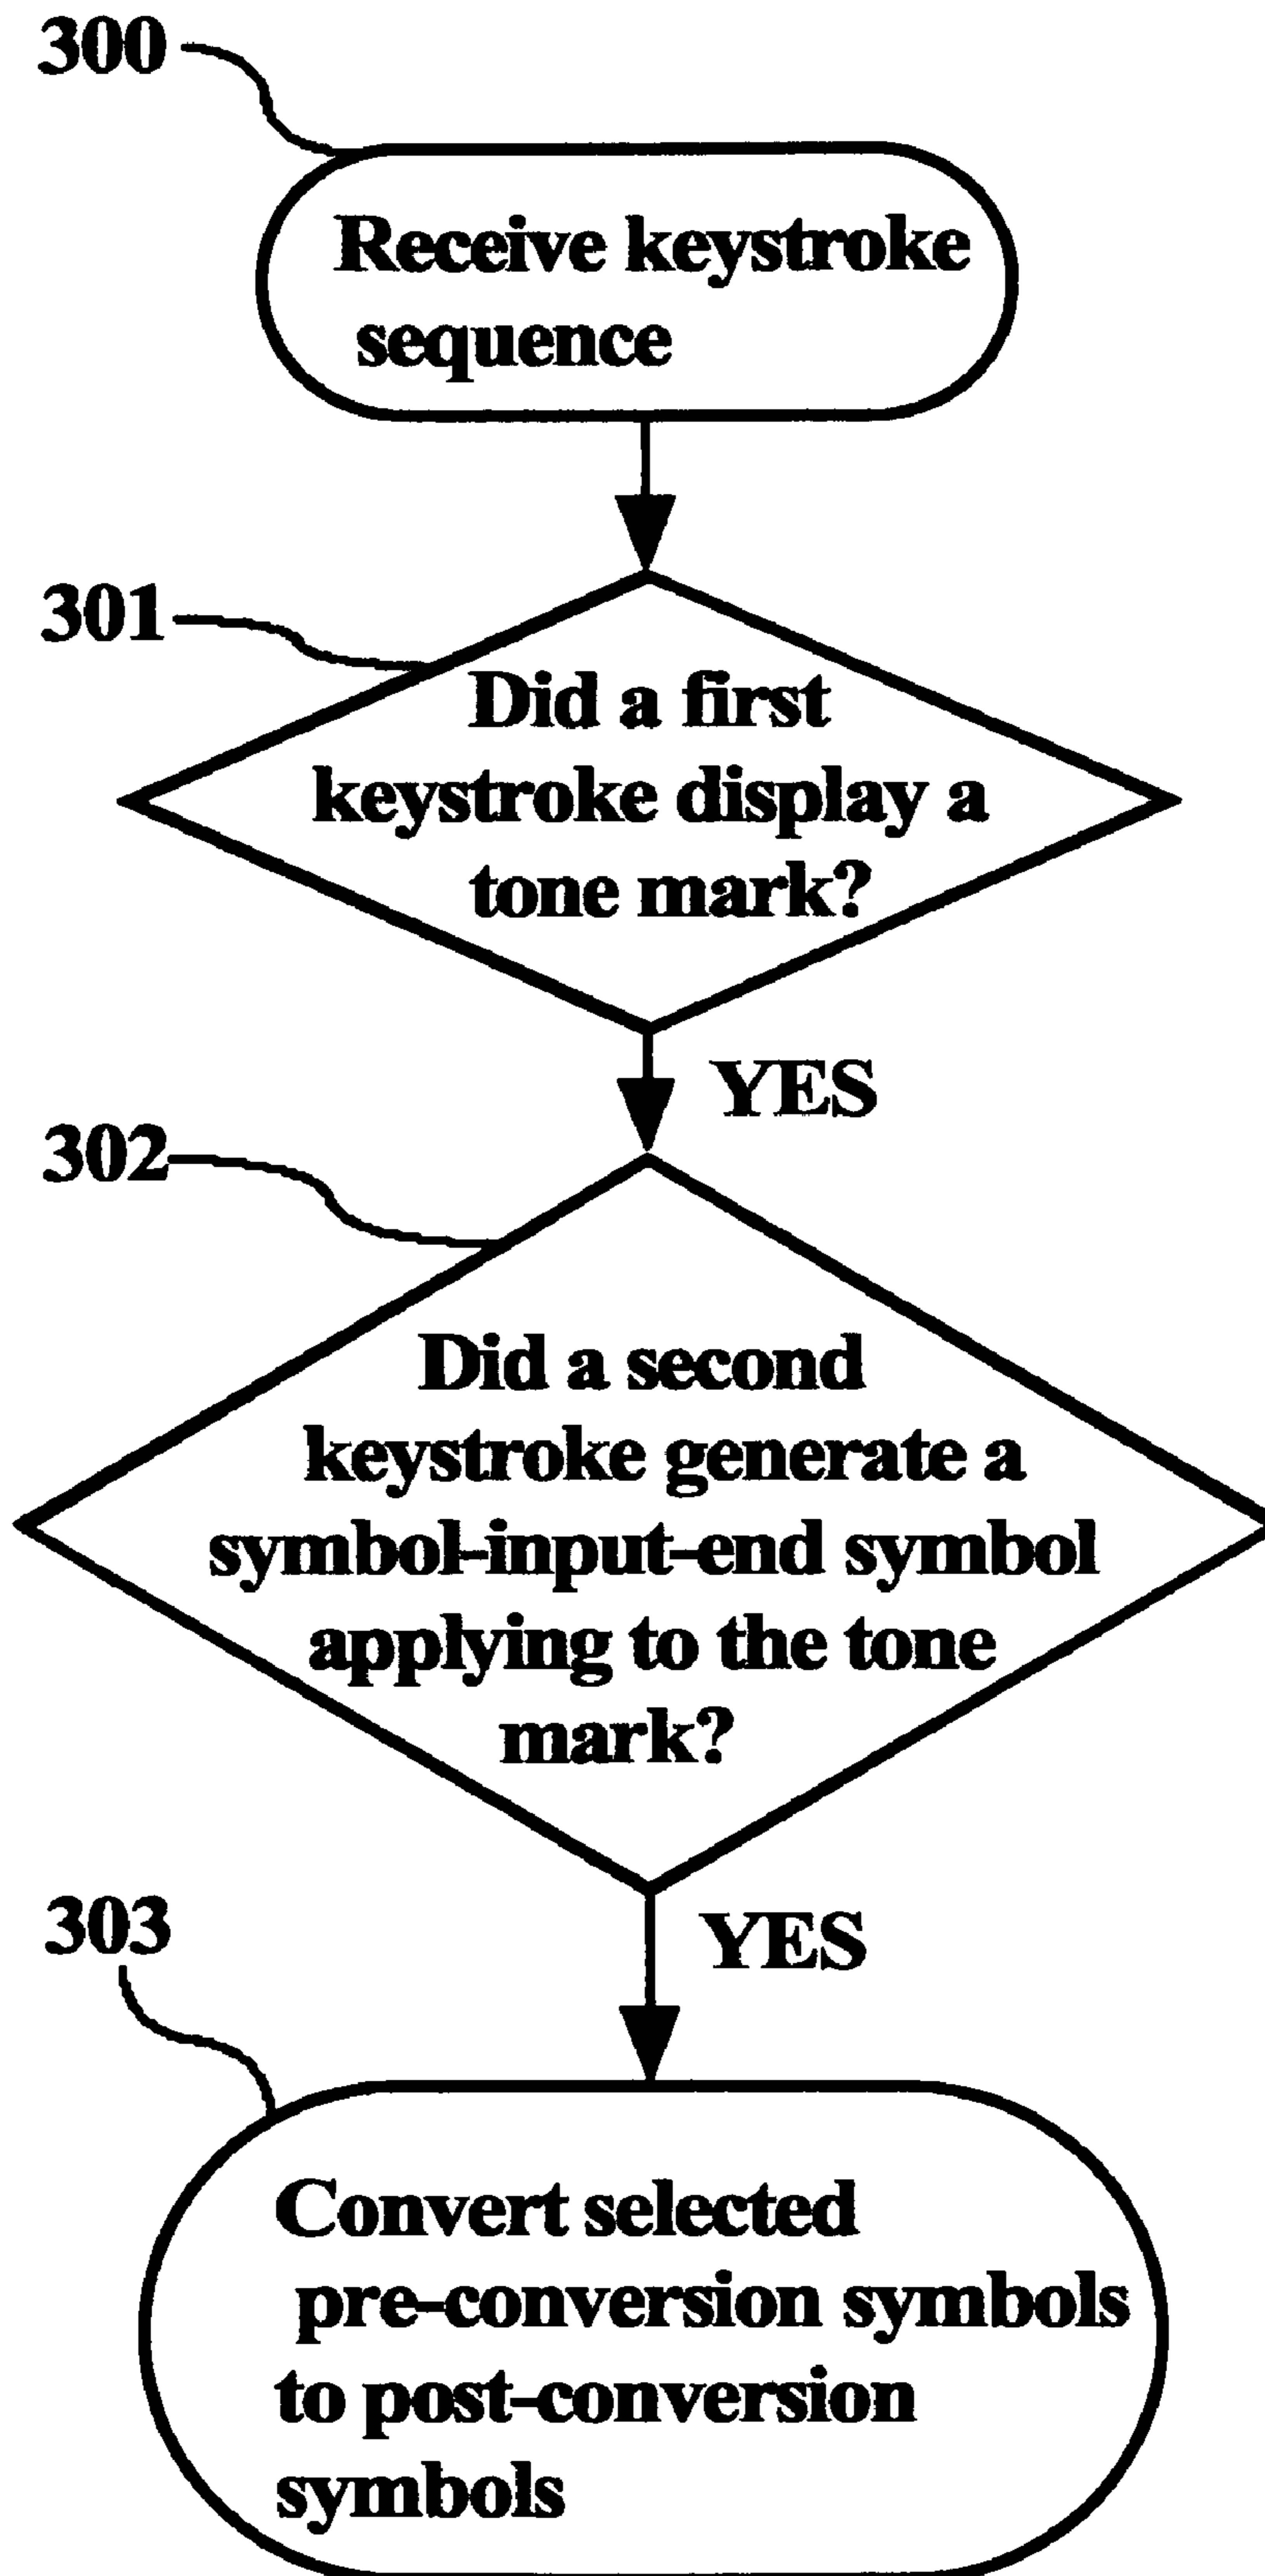 300
Receive keystroke
sequence
301
Did a first
keystroke display a
tone mark?
YES
302
Did a second
keystroke generate a
symbol-input-end symbol
applying to the tone
mark?
YES
303
Convert selected
pre-conversion symbols
to post-conversion
symbols